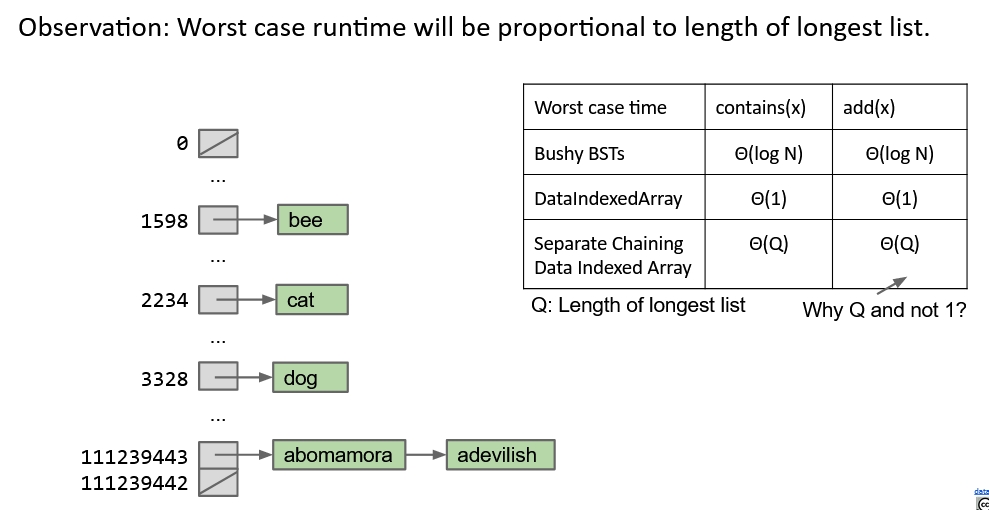 Observation: Worst case runtime will be proportional to length of longest list.
Worst case time contains(x) add(x)
Bushy BSTs Θ(log N) Θ(log N)
DataIndexedArray Θ(1) Θ(1)
Separate Chaining Θ(Q) Θ(Q)
Data Indexed Array
Q: Length of longest list
Why Q and not 1?
0
...
1598 bee
...
2234 cat
...
3328 dog
...
111239443 abomamora adevilish
111239442
data
cc